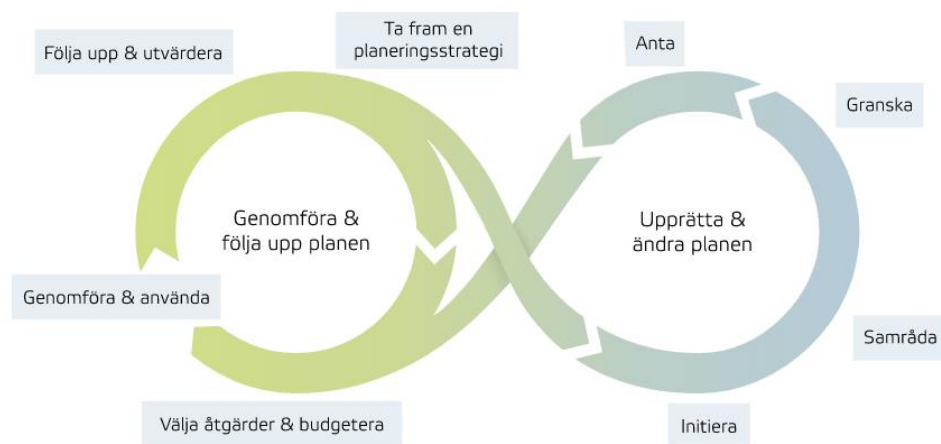 Ta fram en
planeringsstrategi
Anta
Följa upp & utvärdera
Granska
Genomföra &
följa upp planen
Upprätta &
ändra planen
Genomföra & använda
Samråda
Välja åtgärder & budgetera
Initiera